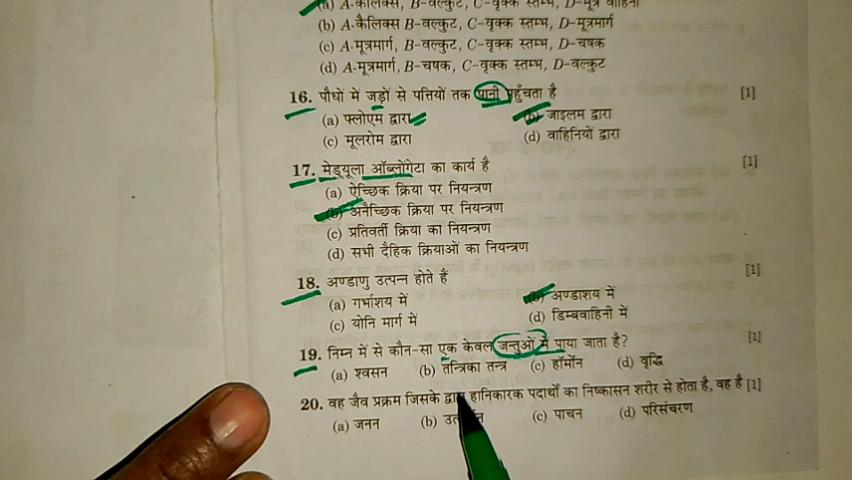 (a) A-कैलिक्स, B-वल्कुट, C-वृक्क स्तम्भ, D-मूत्र वाहिनी
(b) A-कैलिक्स B-वल्कुट, C-वृक्क स्तम्भ, D-मूत्रमार्ग
(c) A-मूत्रमार्ग, B-वल्कुट, C-वृक्क स्तम्भ, D-चषक
(d) A-मूत्रमार्ग, B-चषक, C-वृक्क स्तम्भ, D-वल्कुट
16. पौधों में जड़ों से पत्तियों तक पानी पहुँचता है [1]
(a) फ्लोएम द्वारा (b) जाइलम द्वारा
(c) मूलरोम द्वारा (d) वाहिनियों द्वारा
17. मेड्यूला ऑब्लोंगेटा का कार्य है [1]
(a) ऐच्छिक क्रिया पर नियन्त्रण
(b) अनैच्छिक क्रिया पर नियन्त्रण
(c) प्रतिवर्ती क्रिया का नियन्त्रण
(d) सभी दैहिक क्रियाओं का नियन्त्रण
18. अण्डाणु उत्पन्न होते हैं [1]
(a) गर्भाशय में (b) अण्डाशय में
(c) योनि मार्ग में (d) डिम्बवाहिनी में
19. निम्न में से कौन-सा एक केवल जन्तुओं में पाया जाता है? [1]
(a) श्वसन (b) तन्त्रिका तन्त्र (c) हॉर्मोन (d) वृद्धि
20. वह जैव प्रक्रम जिसके द्वारा हानिकारक पदार्थों का निष्कासन शरीर से होता है, वह है [1]
(a) जनन (b) (c) पाचन (d) परिसंचरण